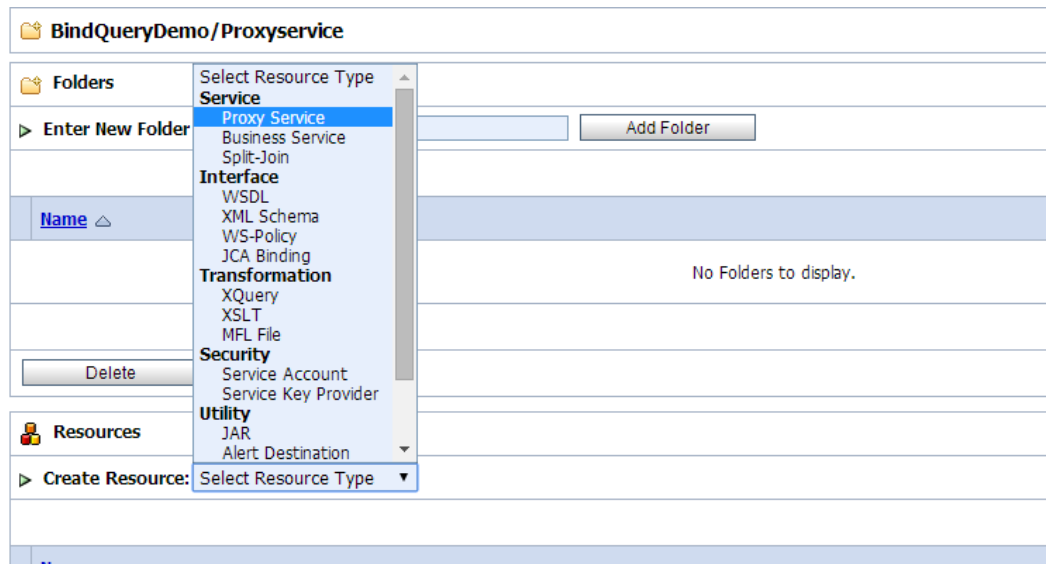 BindQueryDemo/Proxyservice
Folders
Enter New Folder
Add Folder
Select Resource Type
Service
Proxy Service
Business Service
Split-Join
Interface
WSDL
XML Schema
WS-Policy
JCA Binding
Transformation
XQuery
XSLT
MFL File
Security
Service Account
Service Key Provider
Utility
JAR
Alert Destination
Name
No Folders to display.
Delete
Resources
Create Resource: Select Resource Type